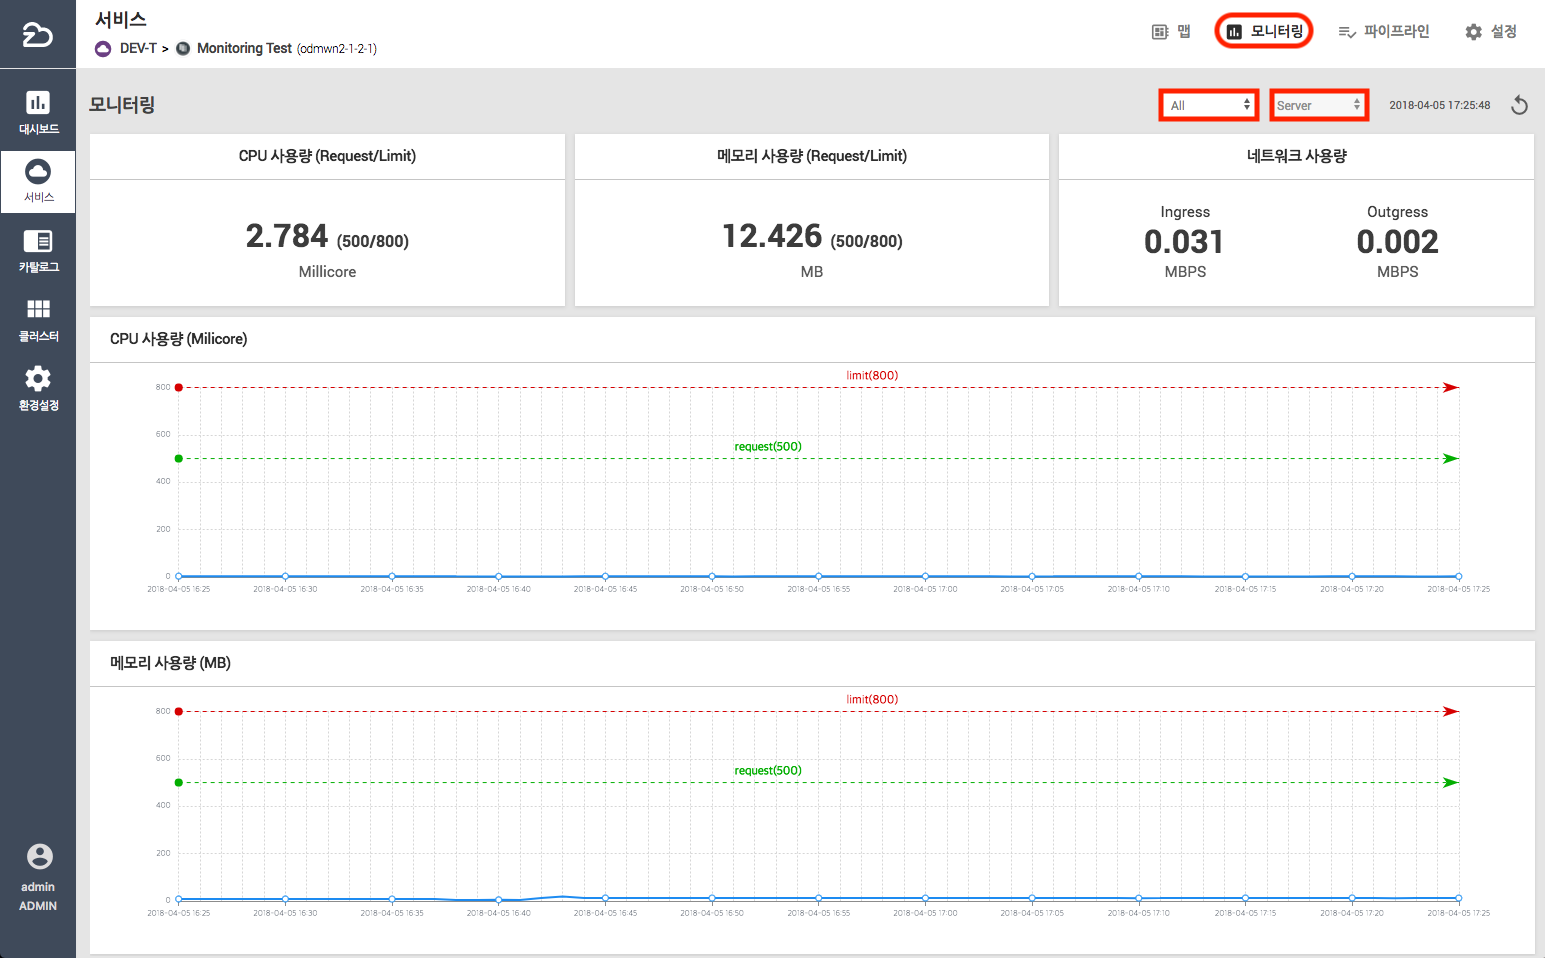 서비스
DEV-T > Monitoring Test (odmwn2-1-2-1)
맵
모니터링
파이프라인
설정
대시보드
서비스
카탈로그
클러스터
환경설정
admin
ADMIN
모니터링
All
Server
2018-04-05 17:25:48
CPU 사용량 (Request/Limit)
2.784 (500/800)
Millicore
메모리 사용량 (Request/Limit)
12.426 (500/800)
MB
네트워크 사용량
Ingress
0.031
MBPS
Outgress
0.002
MBPS
CPU 사용량 (Milicore)
limit(800)
request(500)
800
600
400
200
0
2018-04-05 16:25 2018-04-05 16:30 2018-04-05 16:35 2018-04-05 16:40 2018-04-05 16:45 2018-04-05 16:50 2018-04-05 16:55 2018-04-05 17:00 2018-04-05 17:05 2018-04-05 17:10 2018-04-05 17:15 2018-04-05 17:20 2018-04-05 17:25
메모리 사용량 (MB)
limit(800)
request(500)
800
600
400
200
0
2018-04-05 16:25 2018-04-05 16:30 2018-04-05 16:35 2018-04-05 16:40 2018-04-05 16:45 2018-04-05 16:50 2018-04-05 16:55 2018-04-05 17:00 2018-04-05 17:05 2018-04-05 17:10 2018-04-05 17:15 2018-04-05 17:20 2018-04-05 17:25